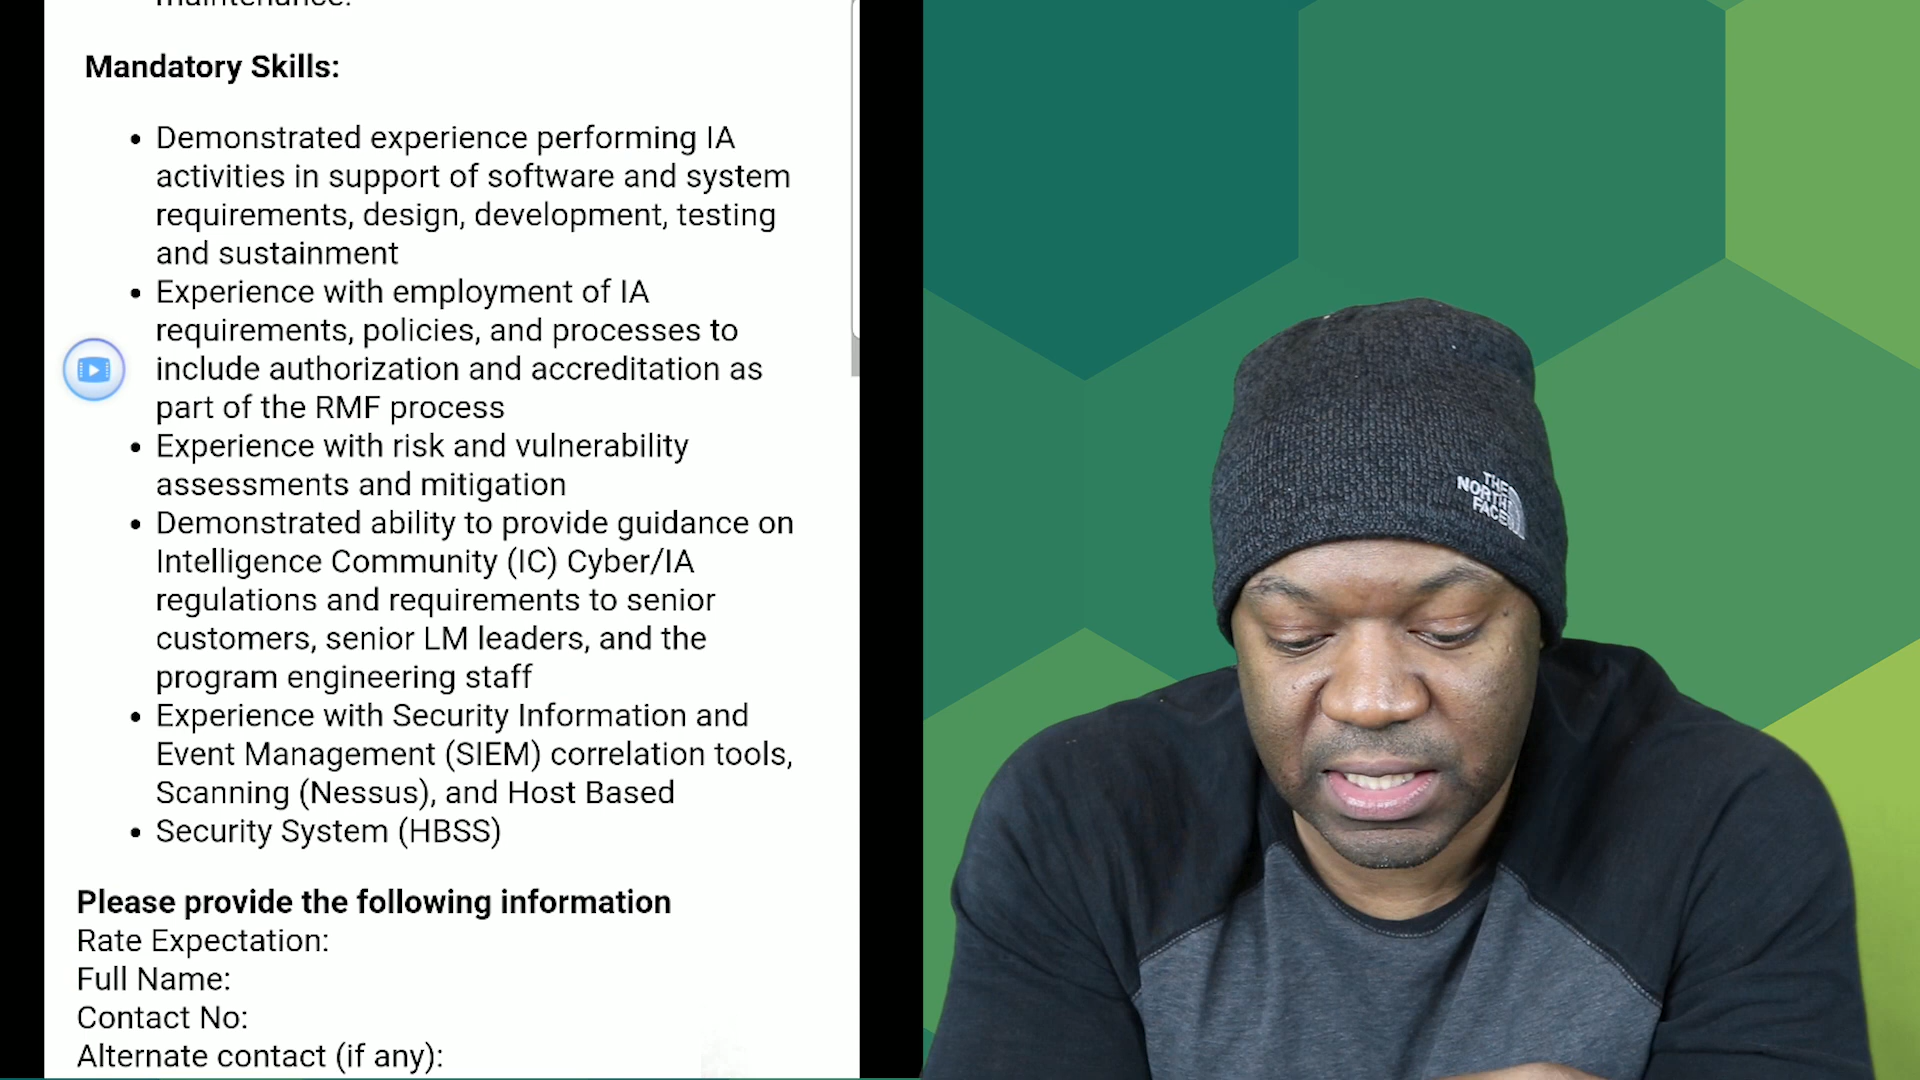 maintenance.
Mandatory Skills:
Demonstrated experience performing IA
activities in support of software and system
requirements, design, development, testing
and sustainment
Experience with employment of IA
requirements, policies, and processes to
include authorization and accreditation as
part of the RMF process
Experience with risk and vulnerability
assessments and mitigation
Demonstrated ability to provide guidance on
Intelligence Community (IC) Cyber/IA
regulations and requirements to senior
customers, senior LM leaders, and the
program engineering staff
Experience with Security Information and
Event Management (SIEM) correlation tools,
Scanning (Nessus), and Host Based
Security System (HBSS)
Please provide the following information
Rate Expectation:
Full Name:
Contact No:
Alternate contact (if any):
THE
NORTH
FACE